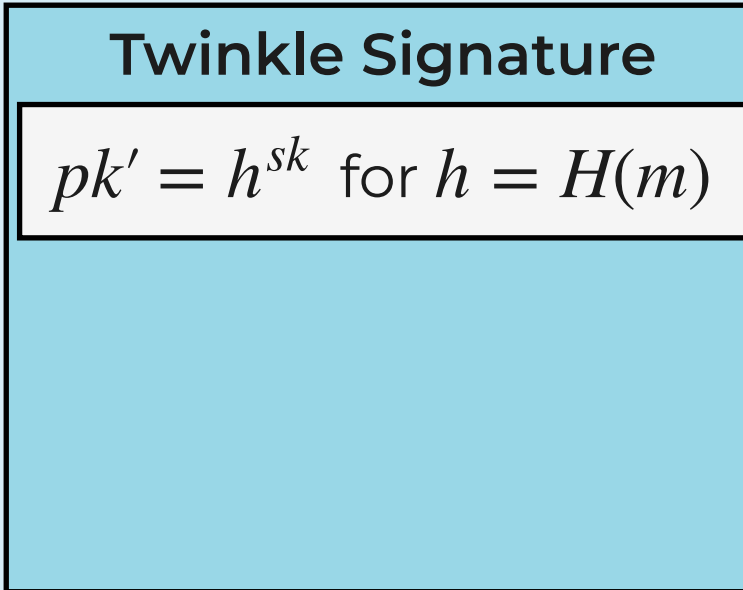 Twinkle Signature
pk′ = h^{sk} for h = H(m)